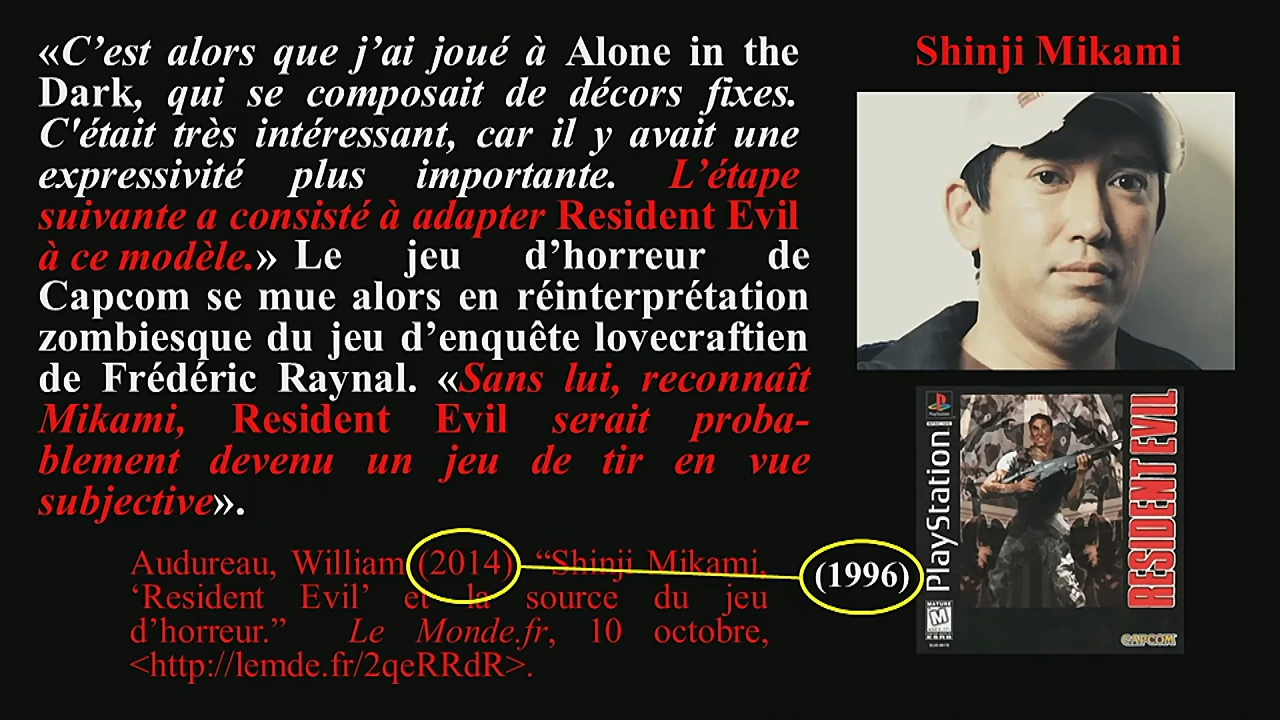 «C’est alors que j’ai joué à Alone in the
Dark, qui se composait de décors fixes.
C'était très intéressant, car il y avait une
expressivité plus importante. L’étape
suivante a consisté à adapter Resident Evil
à ce modèle.» Le jeu d’horreur de
Capcom se mue alors en réinterprétation
zombiesque du jeu d’enquête lovecraftien
de Frédéric Raynal. «Sans lui, reconnaît
Mikami, Resident Evil serait proba-
blement devenu un jeu de tir en vue
subjective».
Audureau, William (2014) “Shinji Mikami,
‘Resident Evil’ et la source du jeu
d’horreur.” Le Monde.fr, 10 octobre,
<http://lemde.fr/2qeRRdR>.
Shinji Mikami
(1996)
PlayStation
RESIDENT EVIL
MATURE
M
ESRB
CAPCOM